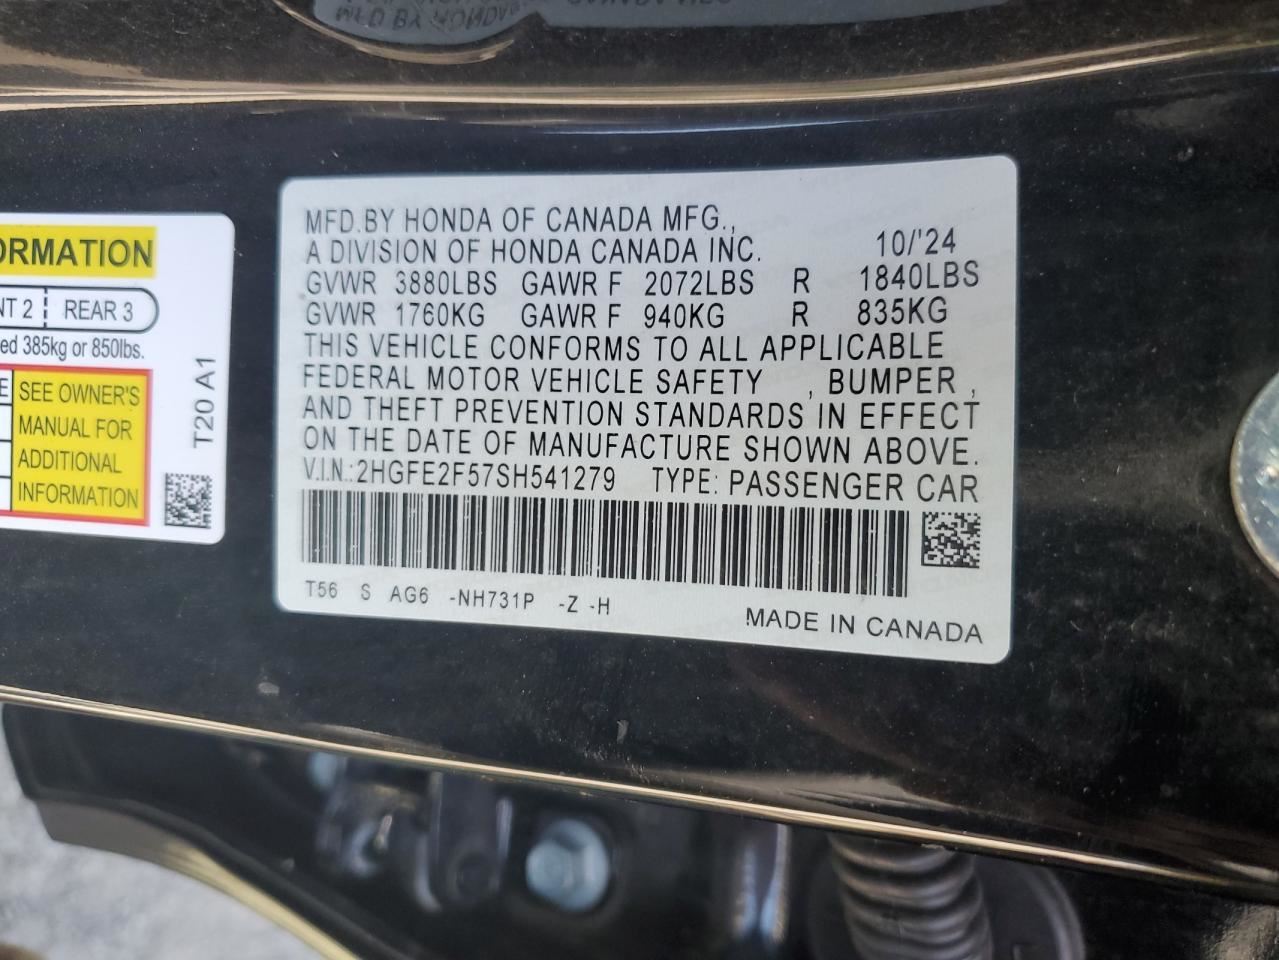 MFD.BY HONDA OF CANADA MFG.,
A DIVISION OF HONDA CANADA INC. 10/'24
GVWR 3880LBS GAWR F 2072LBS R 1840LBS
GVWR 1760KG GAWR F 940KG R 835KG
THIS VEHICLE CONFORMS TO ALL APPLICABLE
FEDERAL MOTOR VEHICLE SAFETY , BUMPER ,
AND THEFT PREVENTION STANDARDS IN EFFECT
ON THE DATE OF MANUFACTURE SHOWN ABOVE.
V.I.N.:2HGFE2F57SH541279 TYPE: PASSENGER CAR
T56 S AG6 -NH731P -Z -H
MADE IN CANADA
ORMATION
NT 2 REAR 3
ed 385kg or 850lbs.
E SEE OWNER'S
MANUAL FOR
ADDITIONAL
INFORMATION
T20 A1